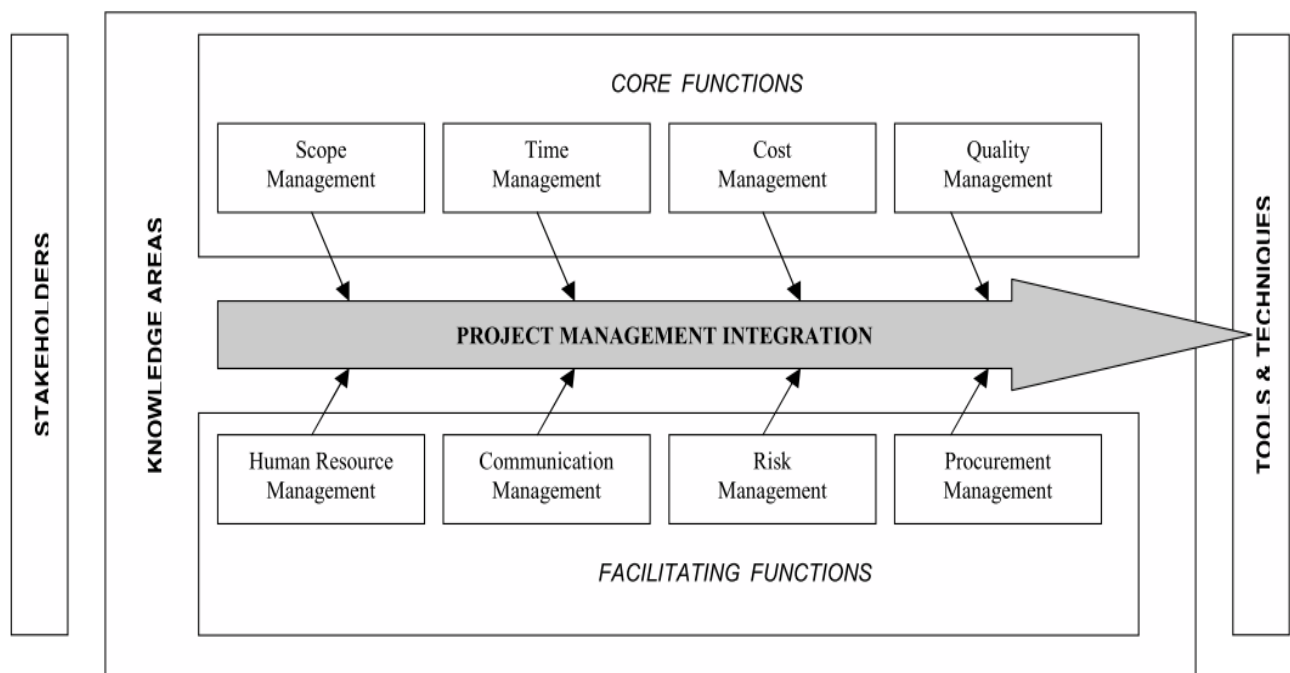 STAKEHOLDERS
KNOWLEDGE AREAS
CORE FUNCTIONS
Scope
Management
Time
Management
Cost
Management
Quality
Management
PROJECT MANAGEMENT INTEGRATION
Human Resource
Management
Communication
Management
Risk
Management
Procurement
Management
FACILITATING FUNCTIONS
TOOLS & TECHNIQUES